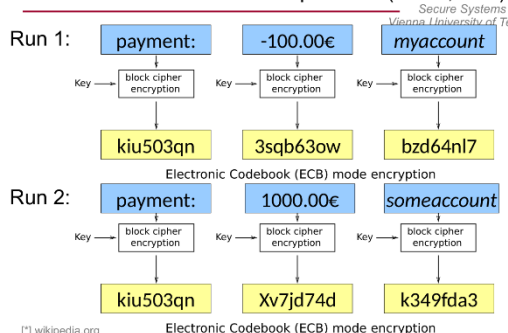 Secure Systems
Vienna University of Te
Run 1:
payment: -100.00€ myaccount
Key block cipher encryption Key block cipher encryption Key block cipher encryption
kiu503qn 3sqb63ow bzd64nl7
Electronic Codebook (ECB) mode encryption
Run 2:
payment: 1000.00€ someaccount
Key block cipher encryption Key block cipher encryption Key block cipher encryption
kiu503qn Xv7jd74d k349fda3
[*] wikipedia.org
Electronic Codebook (ECB) mode encryption